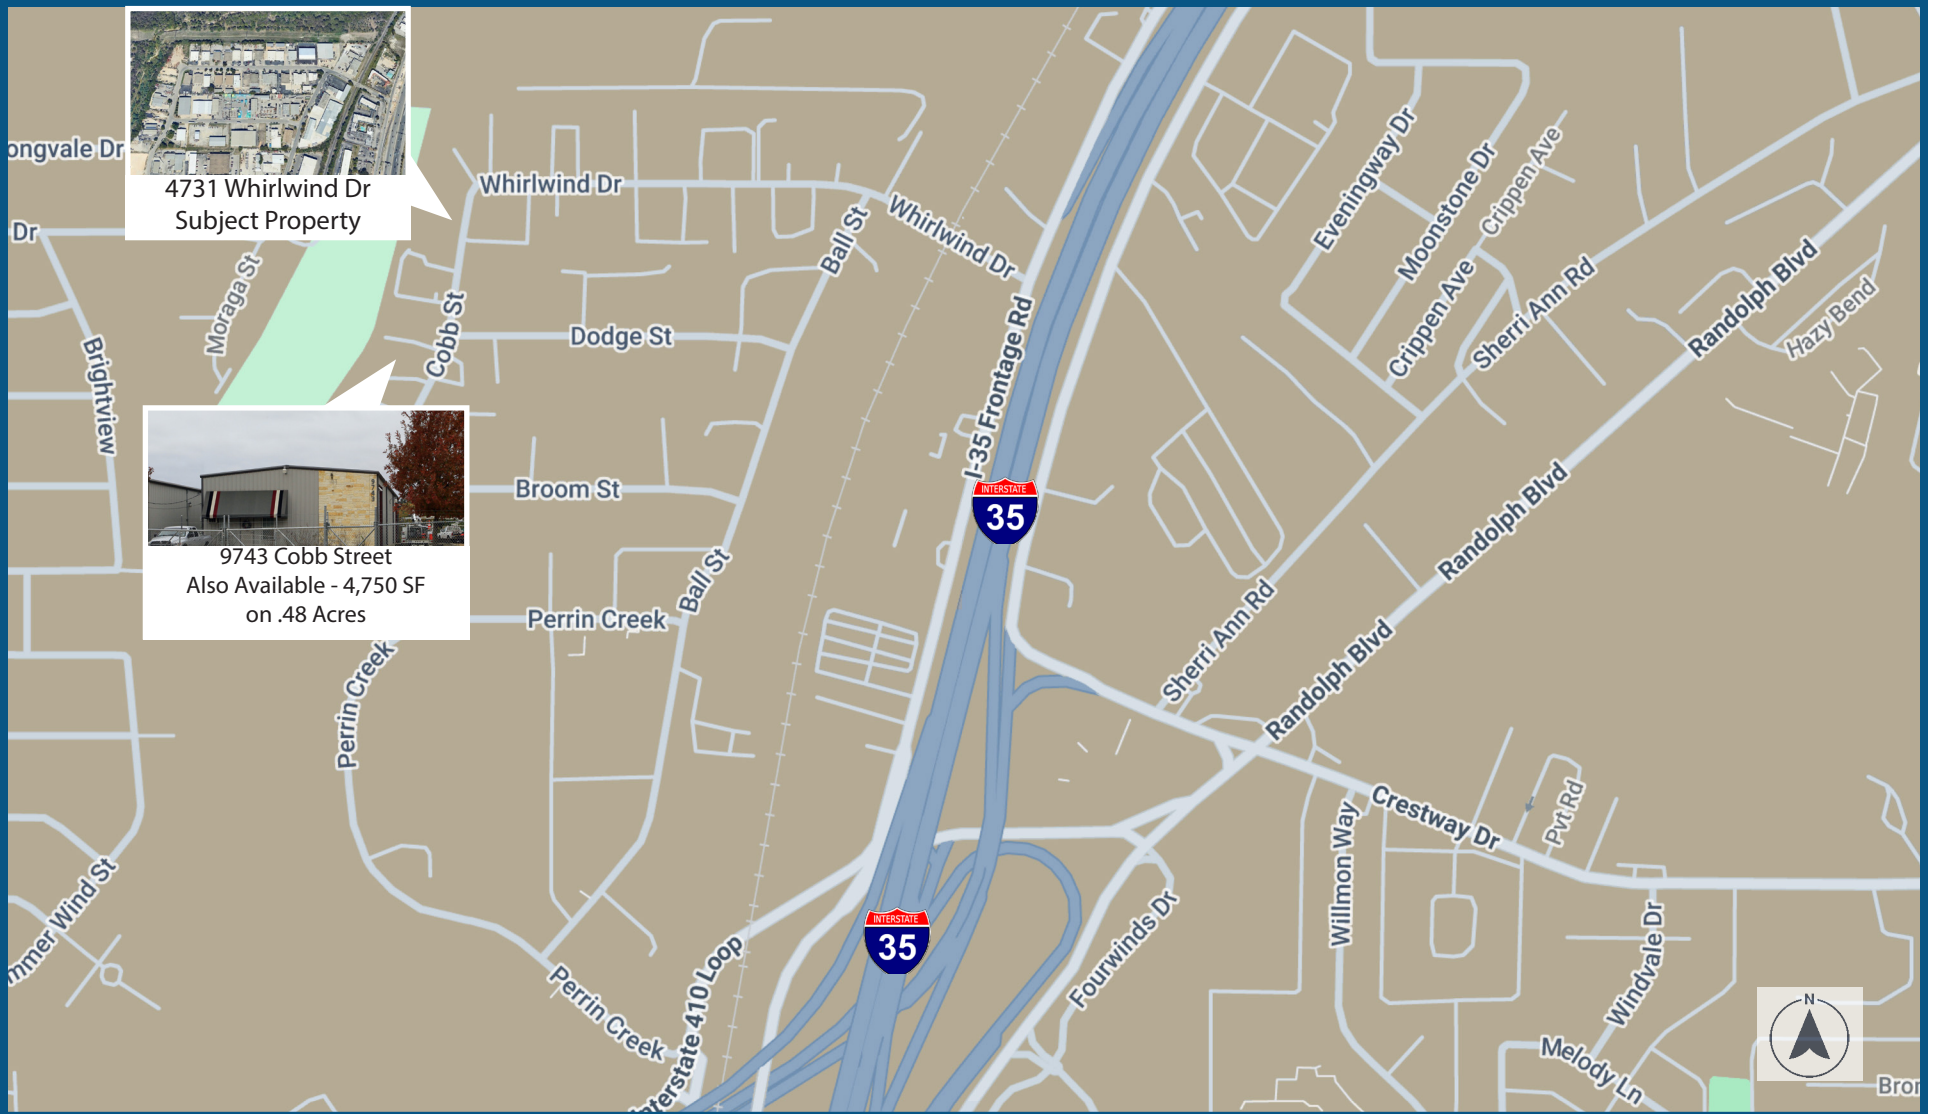 4731 Whirlwind Dr
Subject Property
ongvale Dr
Dr
Moraga St
Brightview
Whirlwind Dr
Whirlwind Dr
Ball St
Cobb St
Dodge St
9743 Cobb Street
Also Available - 4,750 SF
on .48 Acres
Broom St
Ball St
Perrin Creek
Perrin Creek
Perrin Creek
mmer Wind St
nterstate 410 Loop
I-35 Frontage Rd
INTERSTATE
35
INTERSTATE
35
Eveningway Dr
Moonstone Dr
Crippen Ave
Crippen Ave
Sherri Ann Rd
Sherri Ann Rd
Randolph Blvd
Randolph Blvd
Randolph Blvd
Hazy Bend
Crestway Dr
Pvt Rd
Willmon Way
Fourwinds Dr
Windvale Dr
Melody Ln
N
Bror